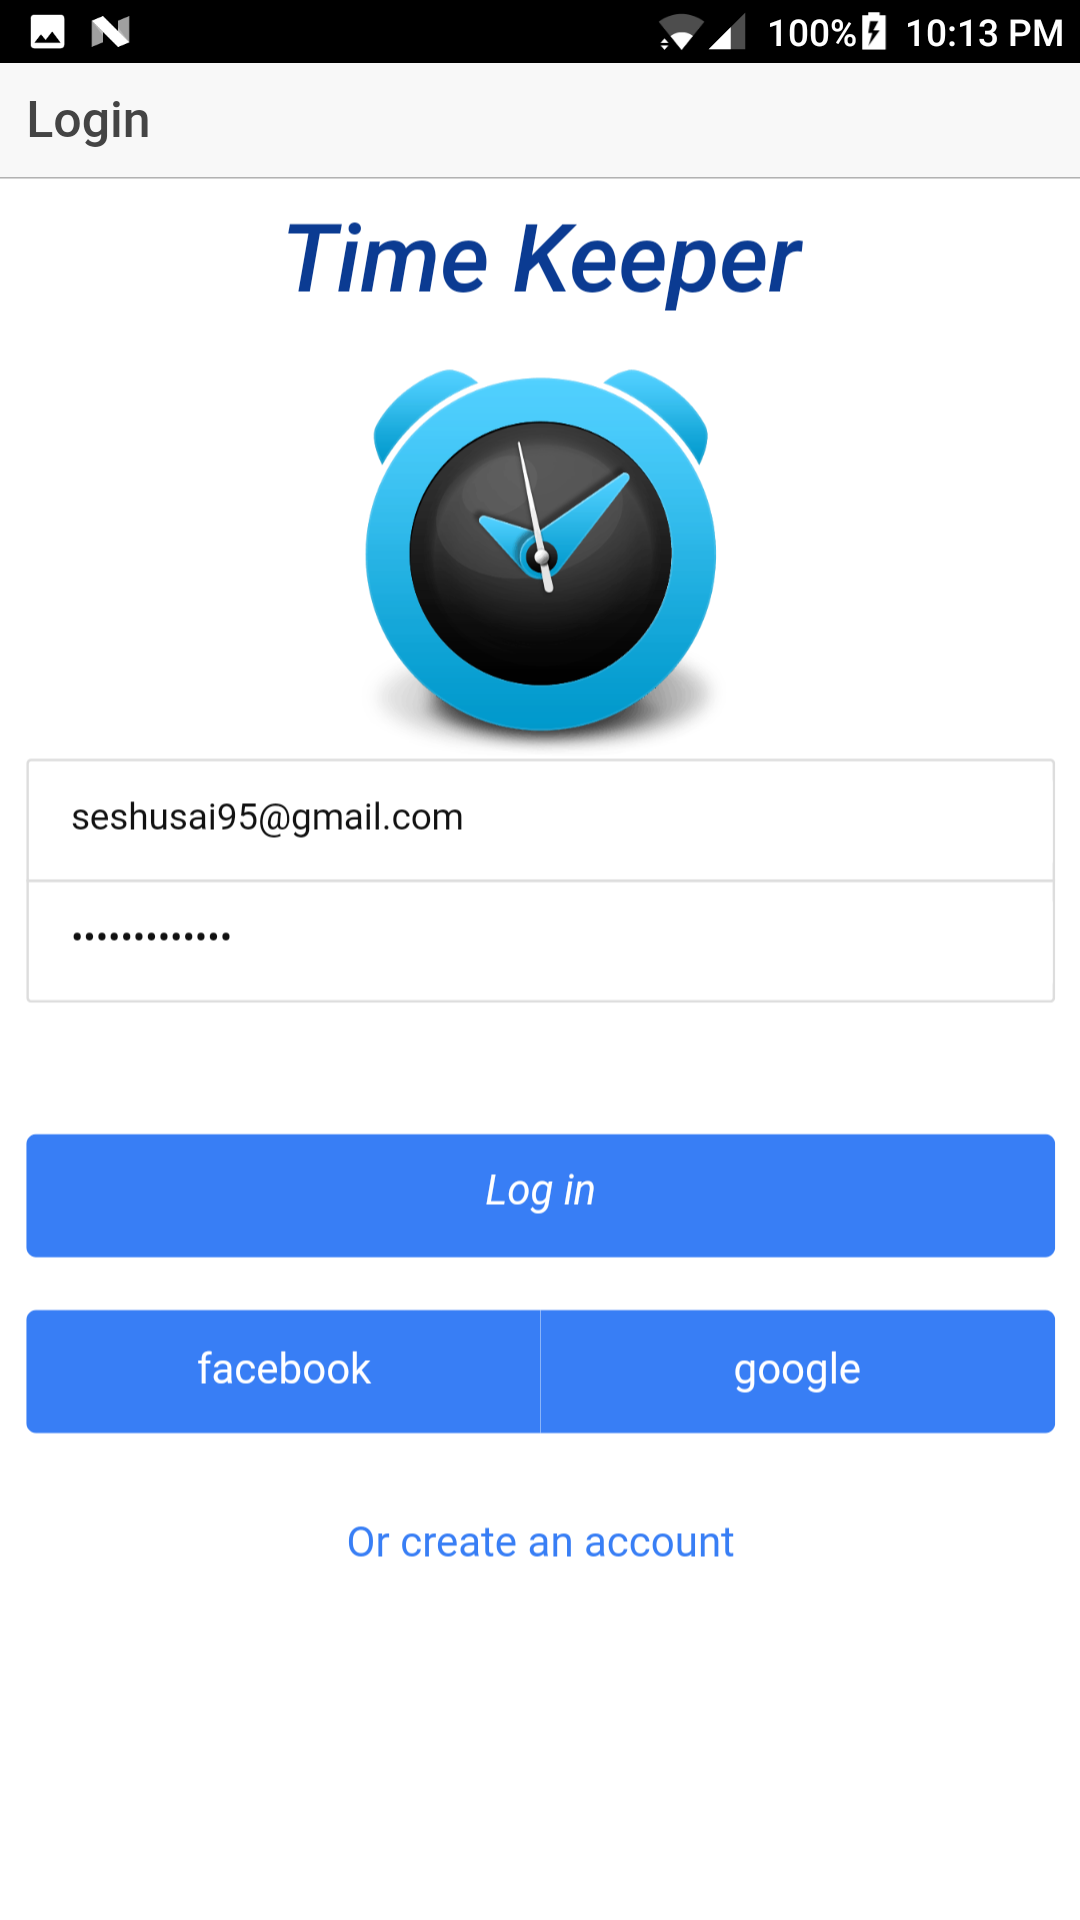 100% 10:13 PM
Login
Time Keeper
seshusai95@gmail.com
•••••••••••••
Log in
facebook google
Or create an account